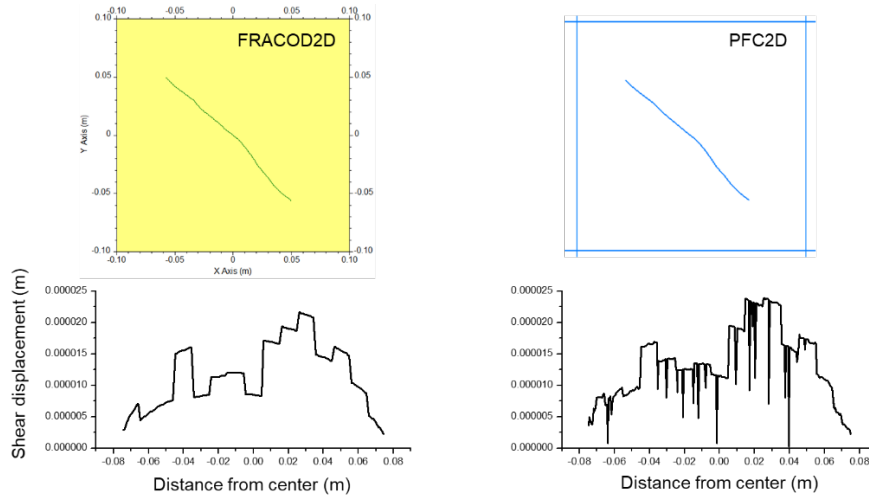 -0.05 0.00 0.05 0.10
0.10 0.10
FRACOD2D
0.05 0.05
Y Axis (m)
0 0
-0.05 -0.05
-0.10 -0.10
-0.10 -0.05 0 0.05 0.10
X Axis (m)
PFC2D
Shear displacement (m)
0.000025
0.000020
0.000015
0.000010
0.000005
0.000000
-0.08 -0.06 -0.04 -0.02 0.00 0.02 0.04 0.06 0.08
Distance from center (m)
0.000025
0.000020
0.000015
0.000010
0.000005
0.000000
-0.08 -0.06 -0.04 -0.02 0.00 0.02 0.04 0.06 0.08
Distance from center (m)